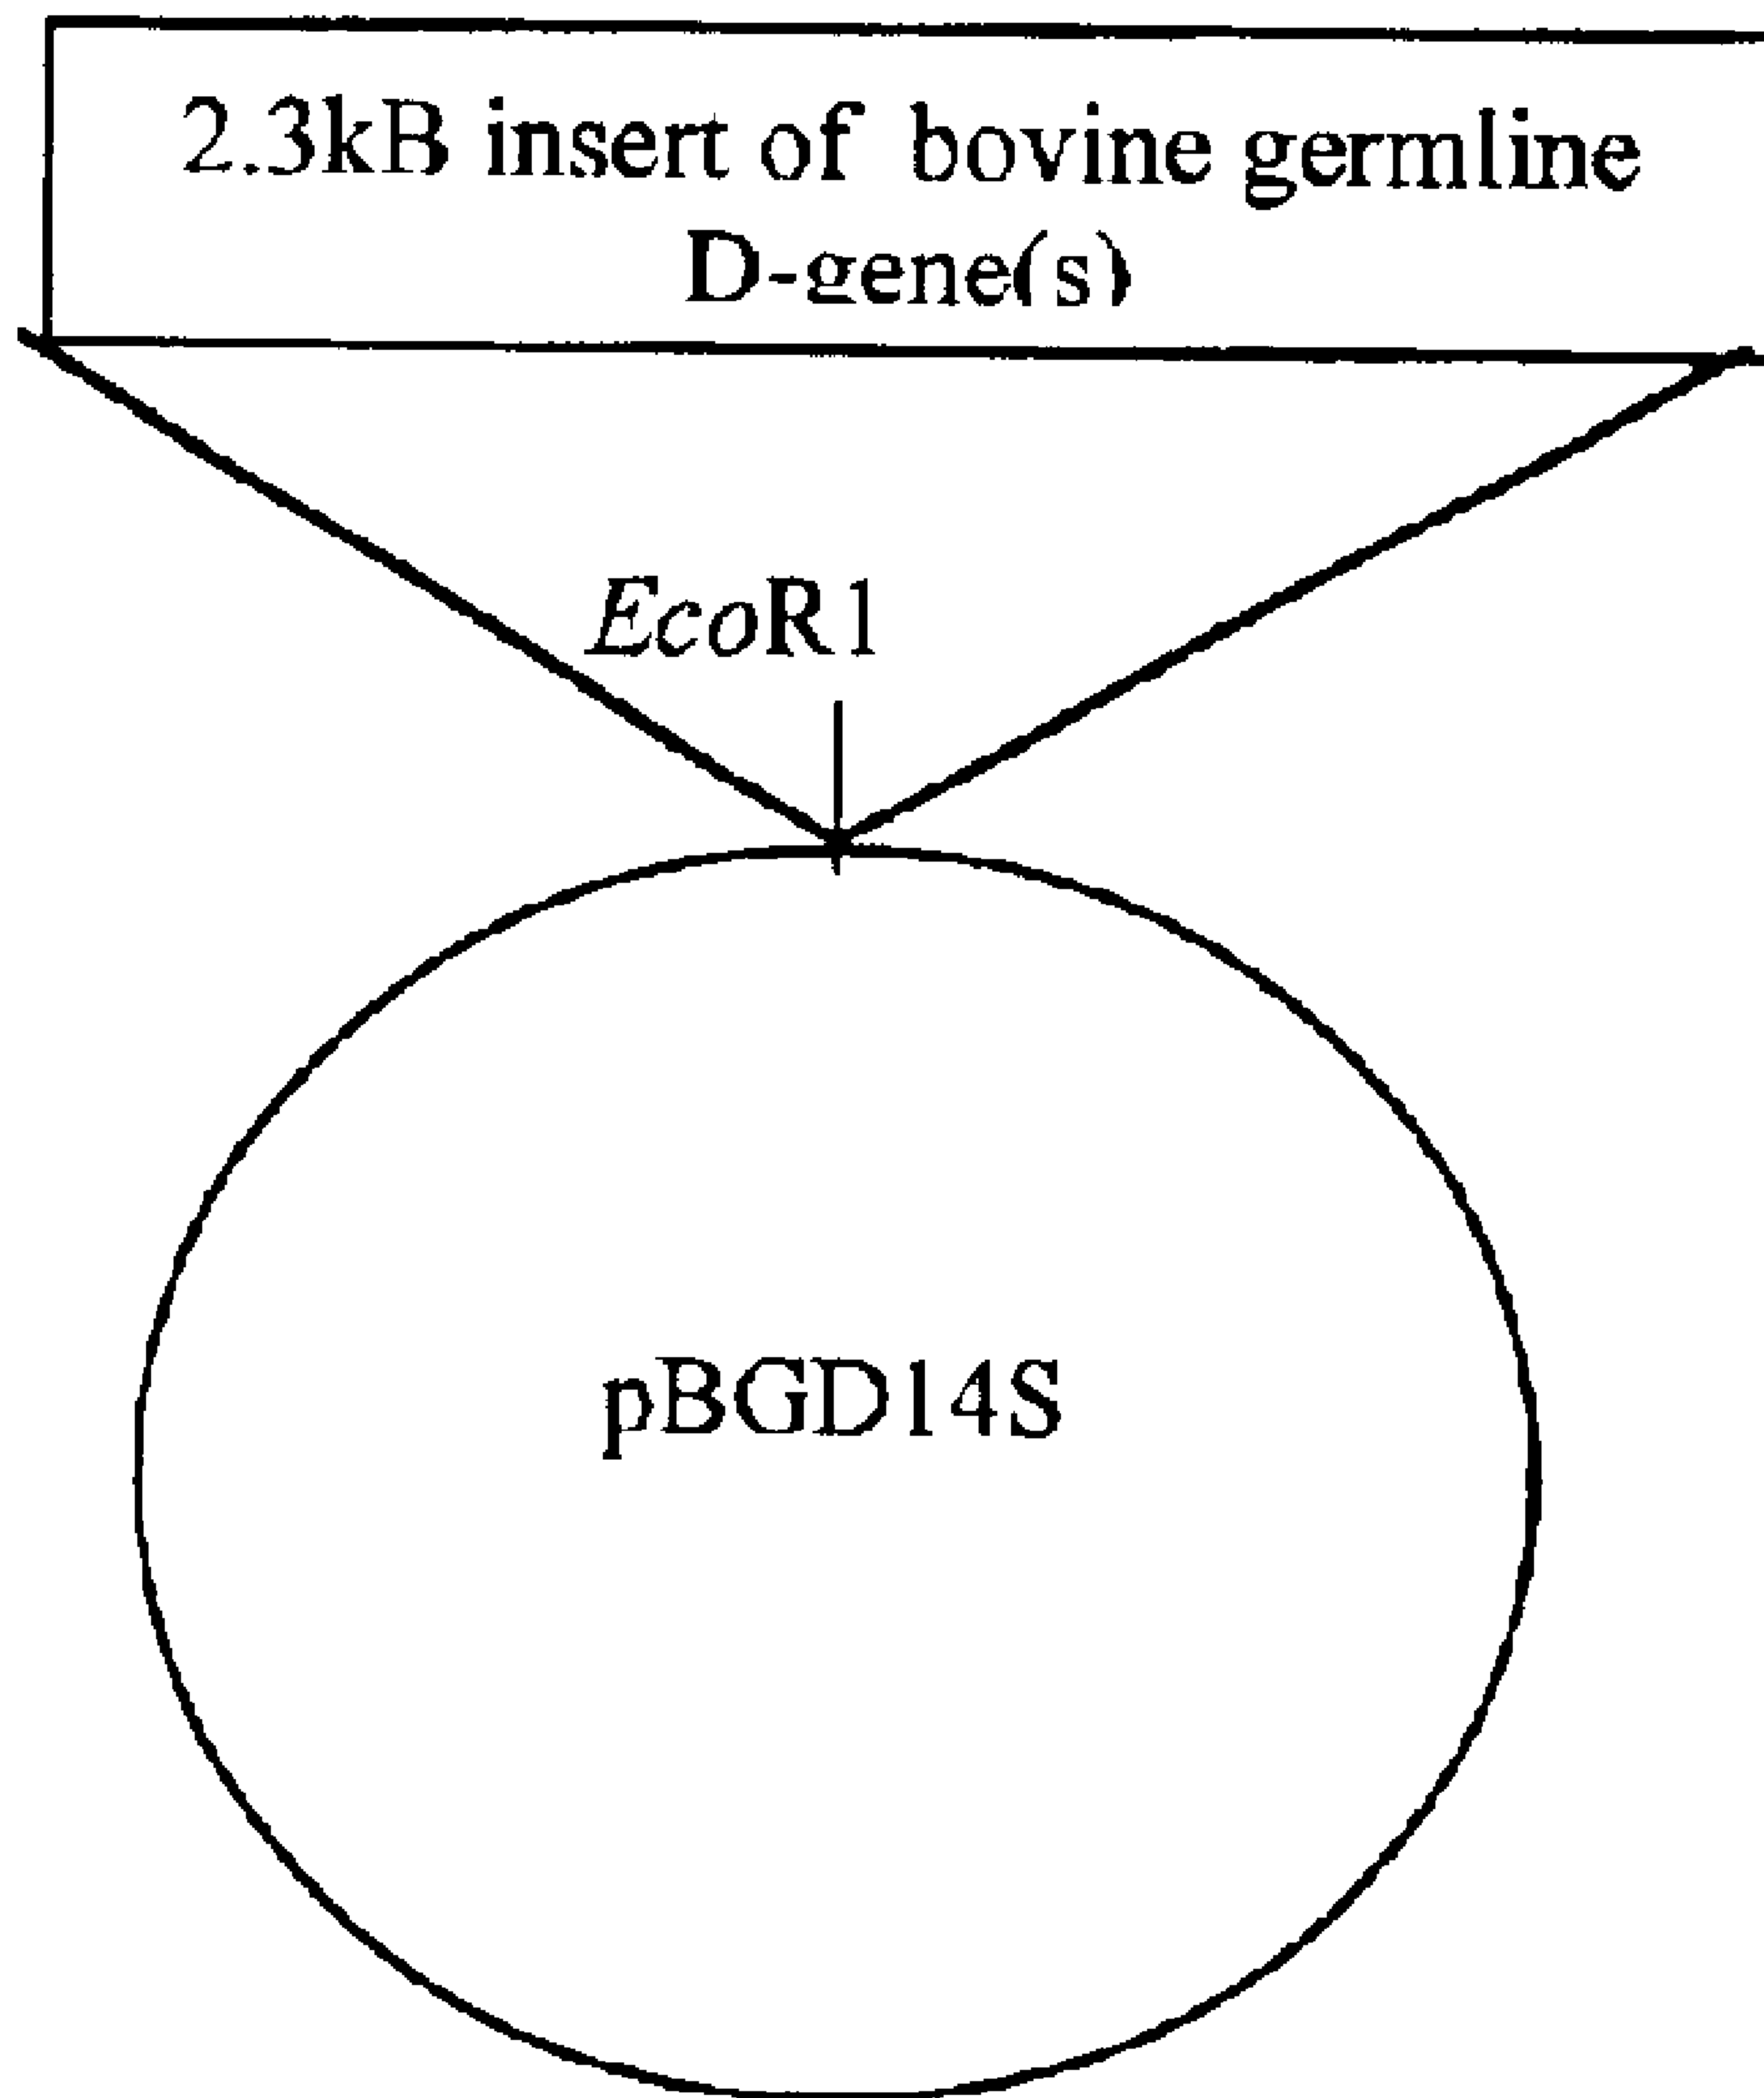 2.3kB insert of bovine germline
D-gene(s)
EcoR1
pBGD14S